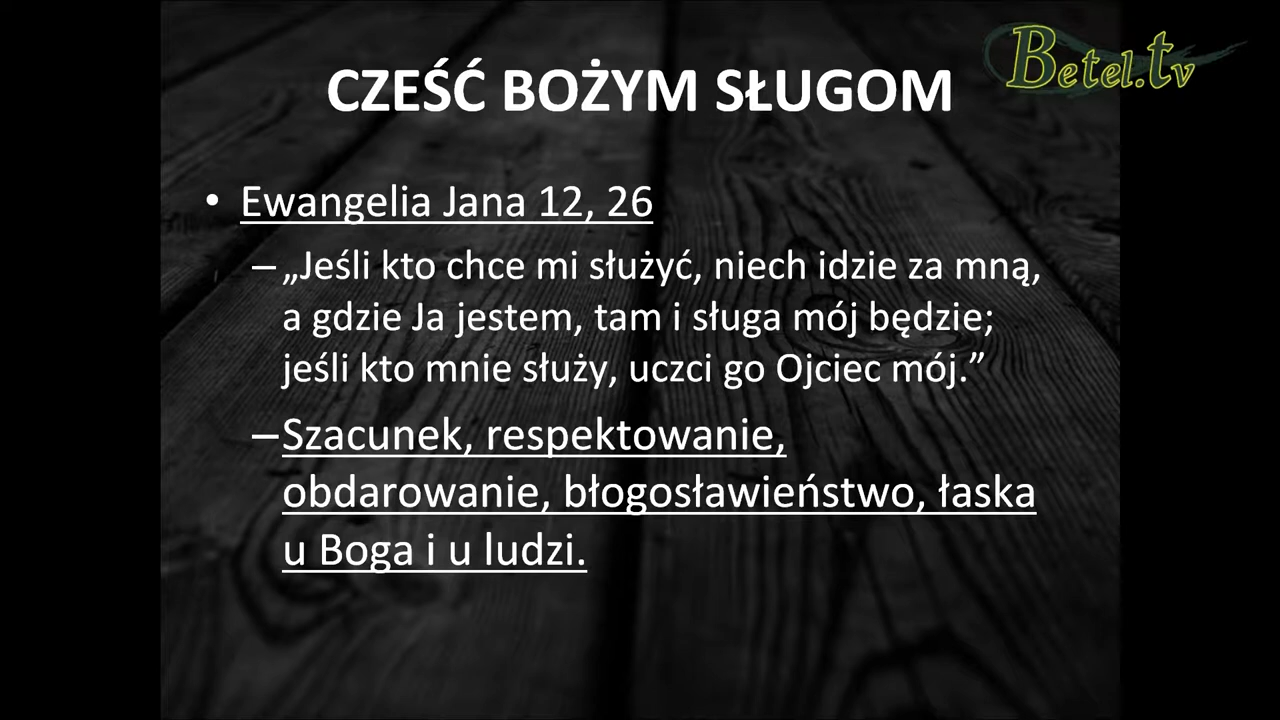 Betel.tv
CZEŚĆ BOŻYM SŁUGOM
• Ewangelia Jana 12, 26
– „Jeśli kto chce mi służyć, niech idzie za mną,
a gdzie Ja jestem, tam i sługa mój będzie;
jeśli kto mnie służy, uczci go Ojciec mój.”
– Szacunek, respektowanie,
obdarowanie, błogosławieństwo, łaska
u Boga i u ludzi.